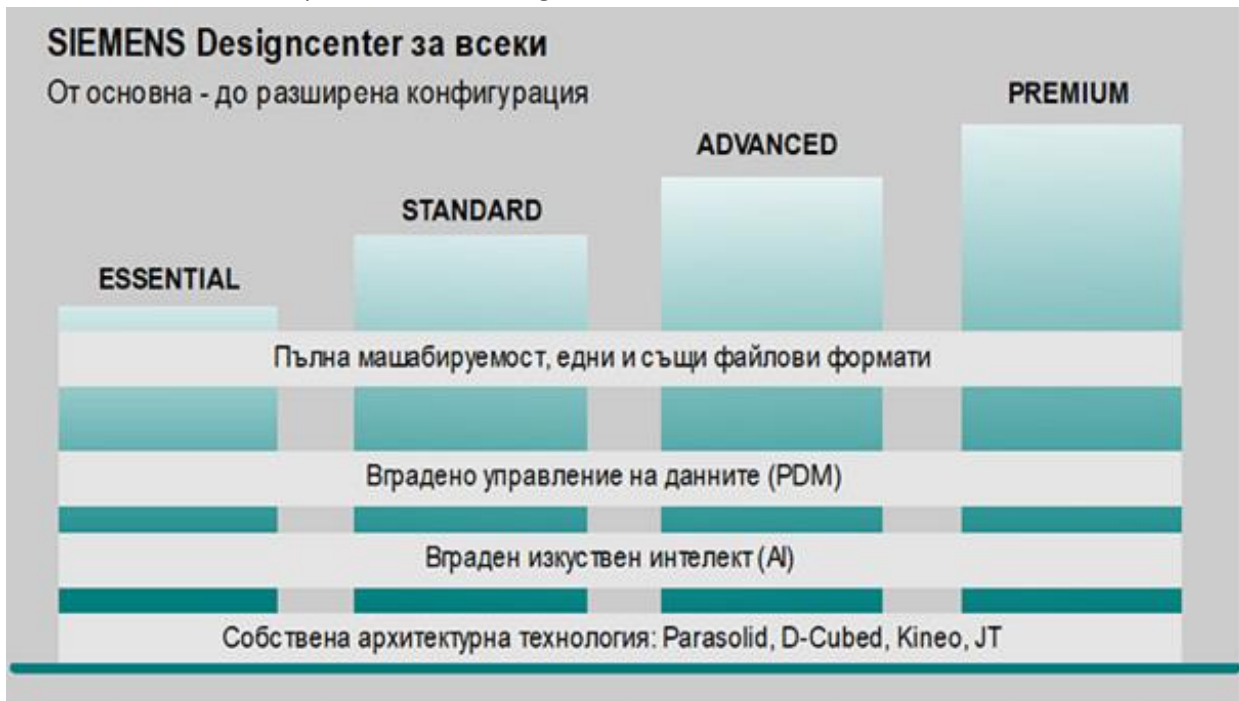 SIEMENS Designcenter за всеки
От основна - до разширена конфигурация
PREMIUM
ADVANCED
STANDARD
ESSENTIAL
Пълна машабируемост, едни и същи файлови формати
Вградено управление на данните (PDM)
Вграден изкуствен интелект (AI)
Собствена архитектурна технология: Parasolid, D-Cubed, Kineo, JT